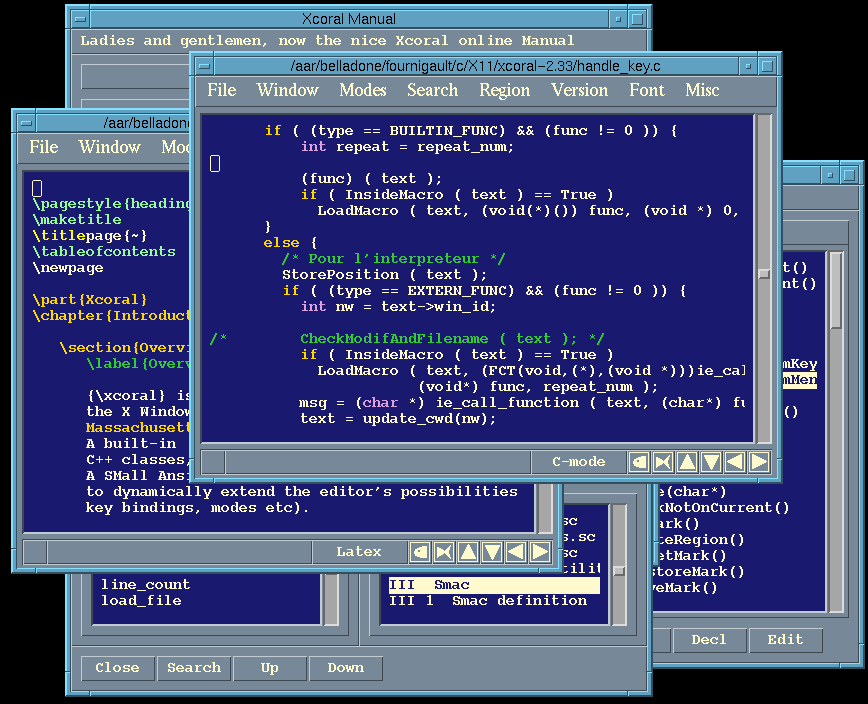 Xcoral Manual
Ladies and gentlemen, now the nice Xcoral online Manual
/aar/belladone/fournigault/c/X11/xcoral-2.33/handle_key.c
File Window Modes Search Region Version Font Misc
if ( (type == BUILTIN_FUNC) && (func != 0 )) {
int repeat = repeat_num;
(func) ( text );
if ( InsideMacro ( text ) == True )
LoadMacro ( text, (void(*)()) func, (void *) 0,
}
else {
/* Pour l'interpreteur */
StorePosition ( text );
if ( (type == EXTERN_FUNC) && (func != 0 )) {
int nw = text->win_id;
/* CheckModifAndFilename ( text ); */
if ( InsideMacro ( text ) == True )
LoadMacro ( text, (FCT(void,(*),(void *)))ie_cal
(void*) func, repeat_num );
msg = (char *) ie_call_function ( text, (char*) fu
text = update_cwd(nw);
C-mode
/aar/belladon
File Window Mod
\pagestyle{heading
\maketitle
\titlepage{~}
\tableofcontents
\newpage
\part{Xcoral}
\chapter{Introduct
\section{Overvi
\label{Overv
{\xcoral} is
the X Window
Massachusett
A built-in
C++ classes,
A SMall Ansi
to dynamically extend the editor's possibilities
key bindings, modes etc).
Latex
line_count
load_file
sc
s.sc
sc
tilit
III Smac
III 1 Smac definition
Close Search Up Down
t()
ent()
mKey
mMen
()
e(char*)
kNotOnCurrent()
ark()
teRegion()
etMark()
storeMark()
veMark()
Decl Edit